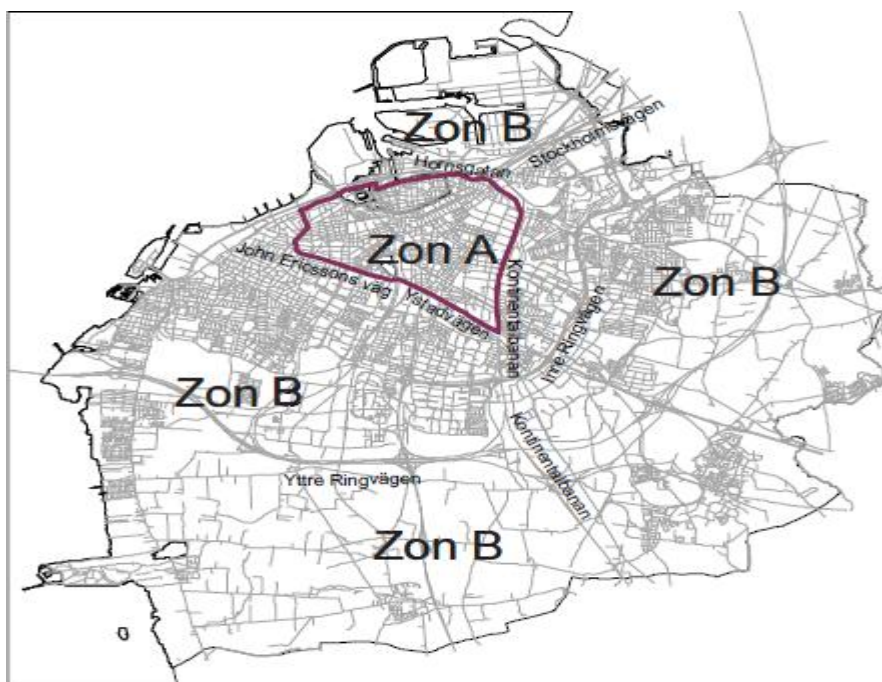 Zon B
Stockholmsvägen
Hornsgatan
Zon A
John Ericssons väg
Zon B
Ystadvägen
Kontinentalbanan
Inre Ringvägen
Zon B
Kontinentalbanan
Yttre Ringvägen
Zon B